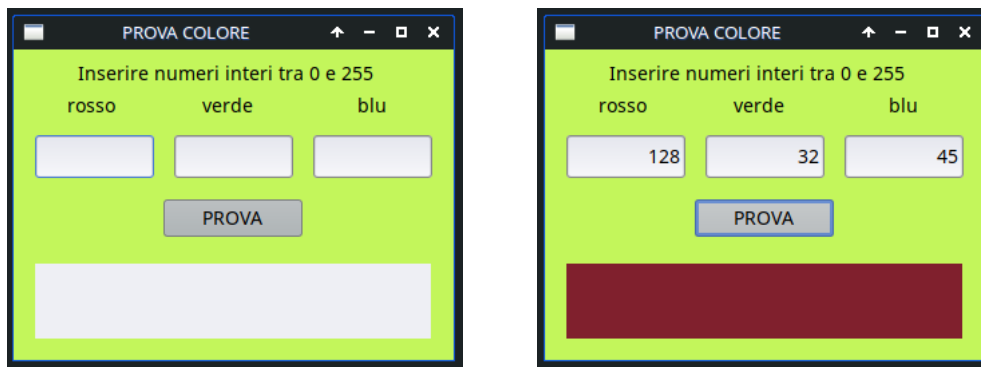 PROVA COLORE
Inserire numeri interi tra 0 e 255
rosso verde blu
PROVA
PROVA COLORE
Inserire numeri interi tra 0 e 255
rosso verde blu
128 32 45
PROVA